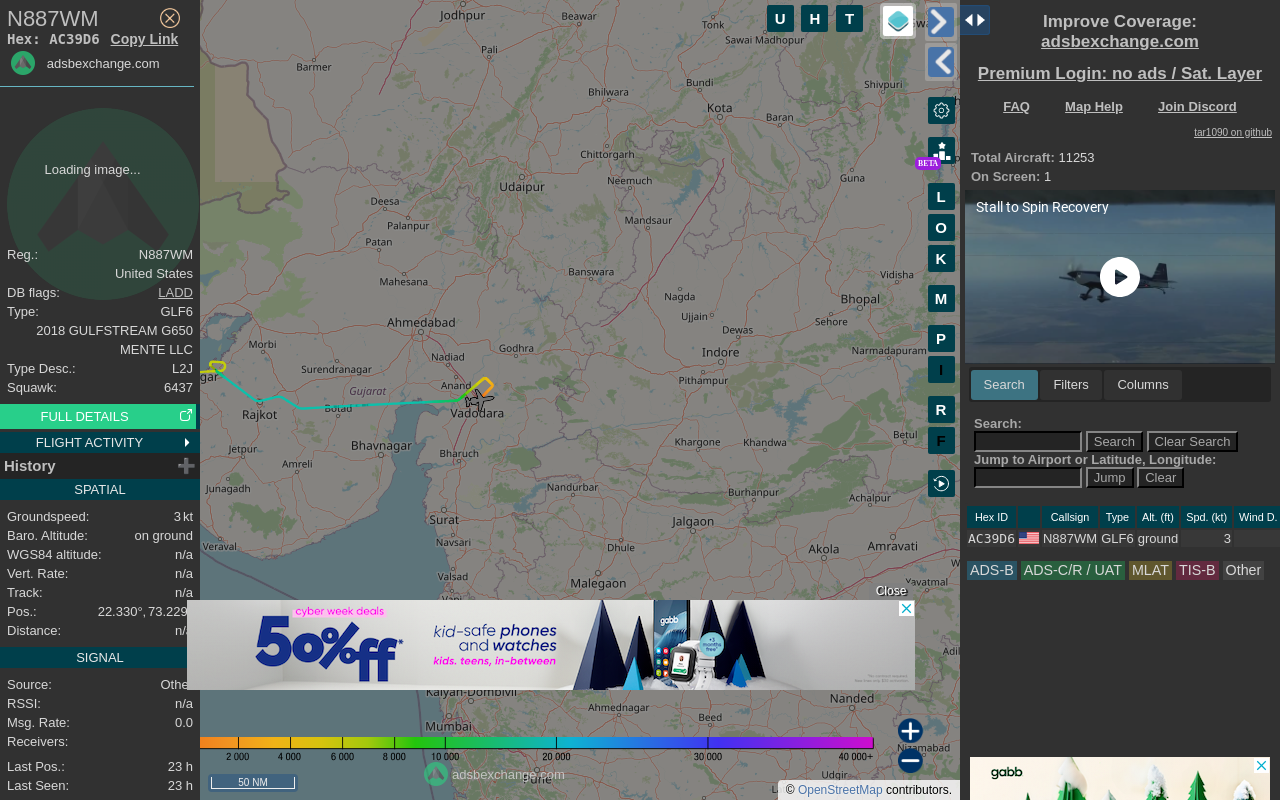 N887WM
Hex: AC39D6 Copy Link
adsbexchange.com
Loading image...
Reg.: N887WM
United States
DB flags: LADD
Type: GLF6
2018 GULFSTREAM G650
MENTE LLC
Type Desc.: L2J
Squawk: 6437
FULL DETAILS
FLIGHT ACTIVITY
History
SPATIAL
Groundspeed: 3 kt
Baro. Altitude: on ground
WGS84 altitude: n/a
Vert. Rate: n/a
Track: n/a
Pos.: 22.330°, 73.229
Distance: n/
SIGNAL
Source: Othe
RSSI: n/a
Msg. Rate: 0.0
Receivers:
Last Pos.: 23 h
Last Seen: 23 h
Jodhpur
Beawar
Tonk
Sawai Madhopur
Pali
Barmer
Bundi
Bhilwara
Shivpuri
Kota
Baran
Chittorgarh
Udaipur
Neemuch
Guna
Deesa
Palanpur
Mandsaur
Patan
Banswara
Vidisha
Mahesana
Nagda
Bhopal
Ahmedabad
Ujjain
Sehore
Morbi
Godhra
Dewas
Nadiad
Indore
Narmadapuram
Surendranagar
gar
Anand
Pithampur
Gujarat
Rajkot
Botad
Vadodara
Betul
Jetpur
Bhavnagar
Khargone
Khandwa
Bharuch
Amreli
Junagadh
Nandurbar
Burhanpur
Achalpur
Surat
Jalgaon
Veraval
Navsari
Dhule
Akola
Amravati
Valsad
Malegaon
Yavatmal
Vapi
Adil
Kalyan-Dombivli
Ahmednagar
Beed
Nanded
Mumbai
Nizamabad
Pune
Udgir
U H T
BETA
L
O
K
M
P
I
R
F
Close
cyber week deals
50%ff*
kid-safe phones
and watches
kids. teens, in-between
gabb
+3
months
free*
2 000 4 000 6 000 8 000 10 000 20 000 30 000 40 000+
50 NM
adsbexchange.com
© OpenStreetMap contributors.
Improve Coverage:
adsbexchange.com
Premium Login: no ads / Sat. Layer
FAQ Map Help Join Discord
tar1090 on github
Total Aircraft: 11253
On Screen: 1
Stall to Spin Recovery
Search Filters Columns
Search:
Search Clear Search
Jump to Airport or Latitude, Longitude:
Jump Clear
Hex ID Callsign Type Alt. (ft) Spd. (kt) Wind D.
AC39D6 N887WM GLF6 ground 3
ADS-B ADS-C/R / UAT MLAT TIS-B Other
gabb